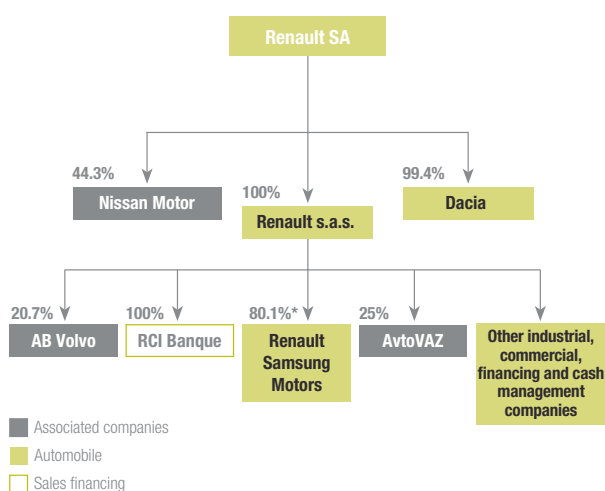 Renault SA
44.3%
Nissan Motor
100%
Renault s.a.s.
99.4%
Dacia
20.7%
AB Volvo
100%
RCI Banque
80.1%*
Renault
Samsung
Motors
25%
AvtoVAZ
Other industrial,
commercial,
financing and cash
management
companies
Associated companies
Automobile
Sales financing